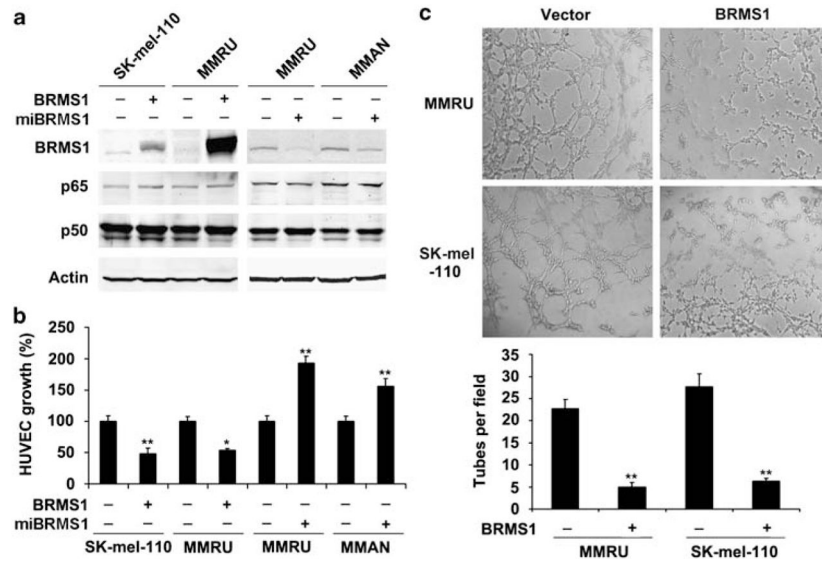 a
SK-mel-110 MMRU MMRU MMAN
BRMS1 – + – +
miBRMS1 – – – – – + – +
BRMS1
p65
p50
Actin
b
HUVEC growth (%)
250
200
150
100
50
0
** * ** **
BRMS1 – + – +
miBRMS1 – – – – – + – +
SK-mel-110 MMRU MMRU MMAN
c
Vector BRMS1
MMRU
SK-mel
-110
Tubes per field
35
30
25
20
15
10
5
0
** **
BRMS1 – + – +
MMRU SK-mel-110